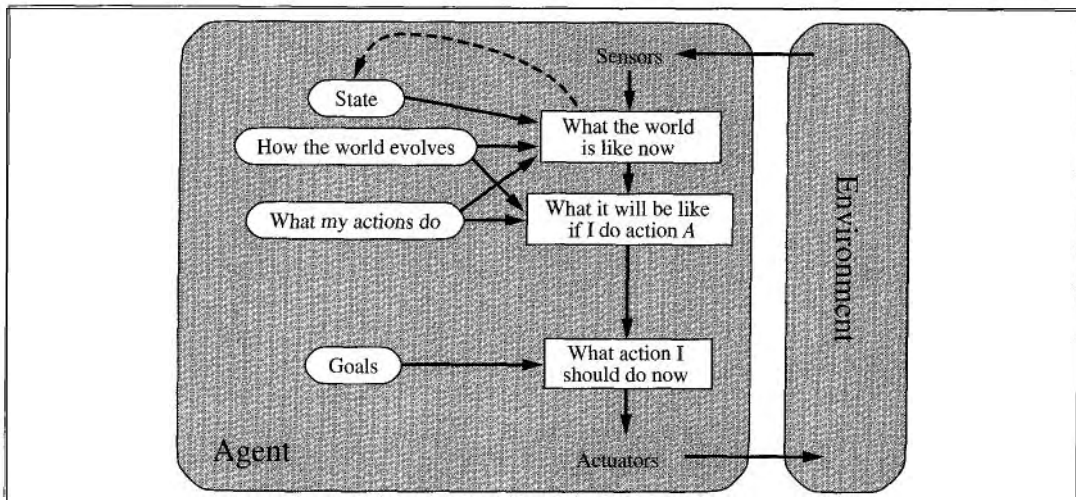 Sensors
State
What the world
is like now
How the world evolves
What it will be like
if I do action A
What my actions do
Goals
What action I
should do now
Agent
Actuators
Environment